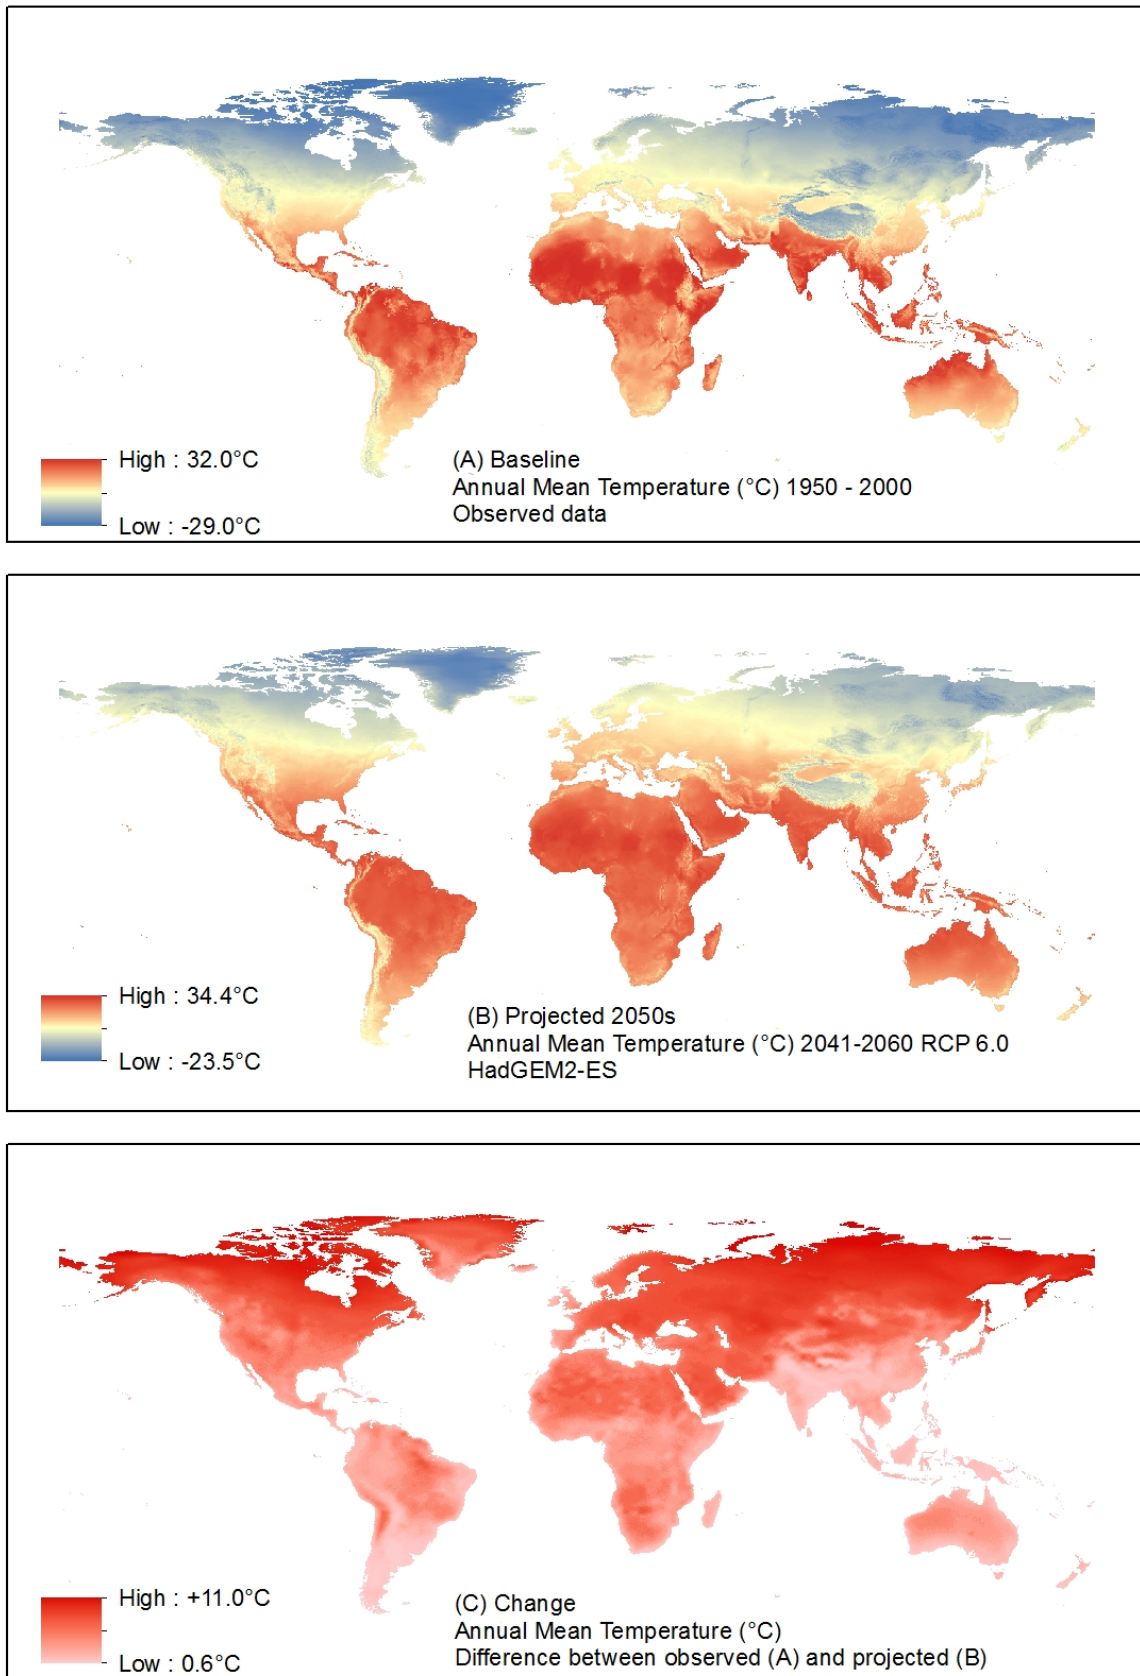 High : 32.0°C
Low : -29.0°C
(A) Baseline
Annual Mean Temperature (°C) 1950 - 2000
Observed data
High : 34.4°C
Low : -23.5°C
(B) Projected 2050s
Annual Mean Temperature (°C) 2041-2060 RCP 6.0
HadGEM2-ES
High : +11.0°C
Low : 0.6°C
(C) Change
Annual Mean Temperature (°C)
Difference between observed (A) and projected (B)